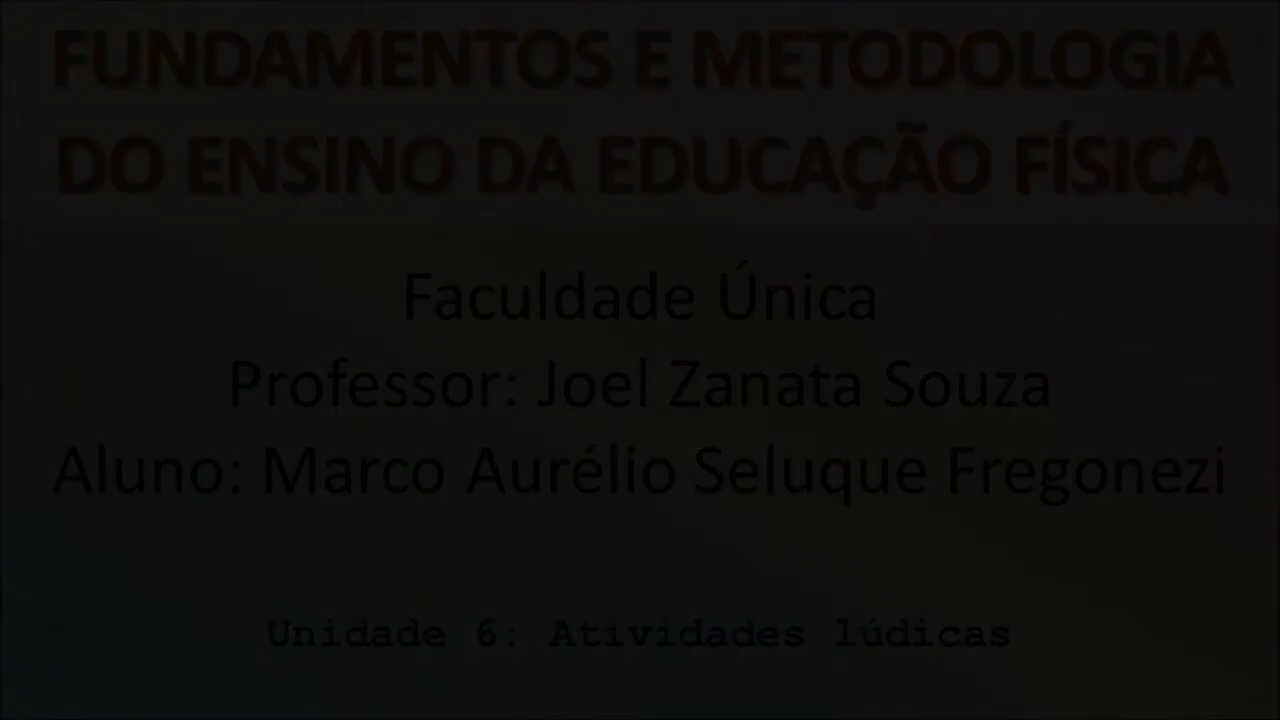 FUNDAMENTOS E METODOLOGIA
DO ENSINO DA EDUCAÇÃO FÍSICA
Faculdade Única
Professor: Joel Zanata Souza
Aluno: Marco Aurélio Seluque Fregonezi
Unidade 6: Atividades lúdicas